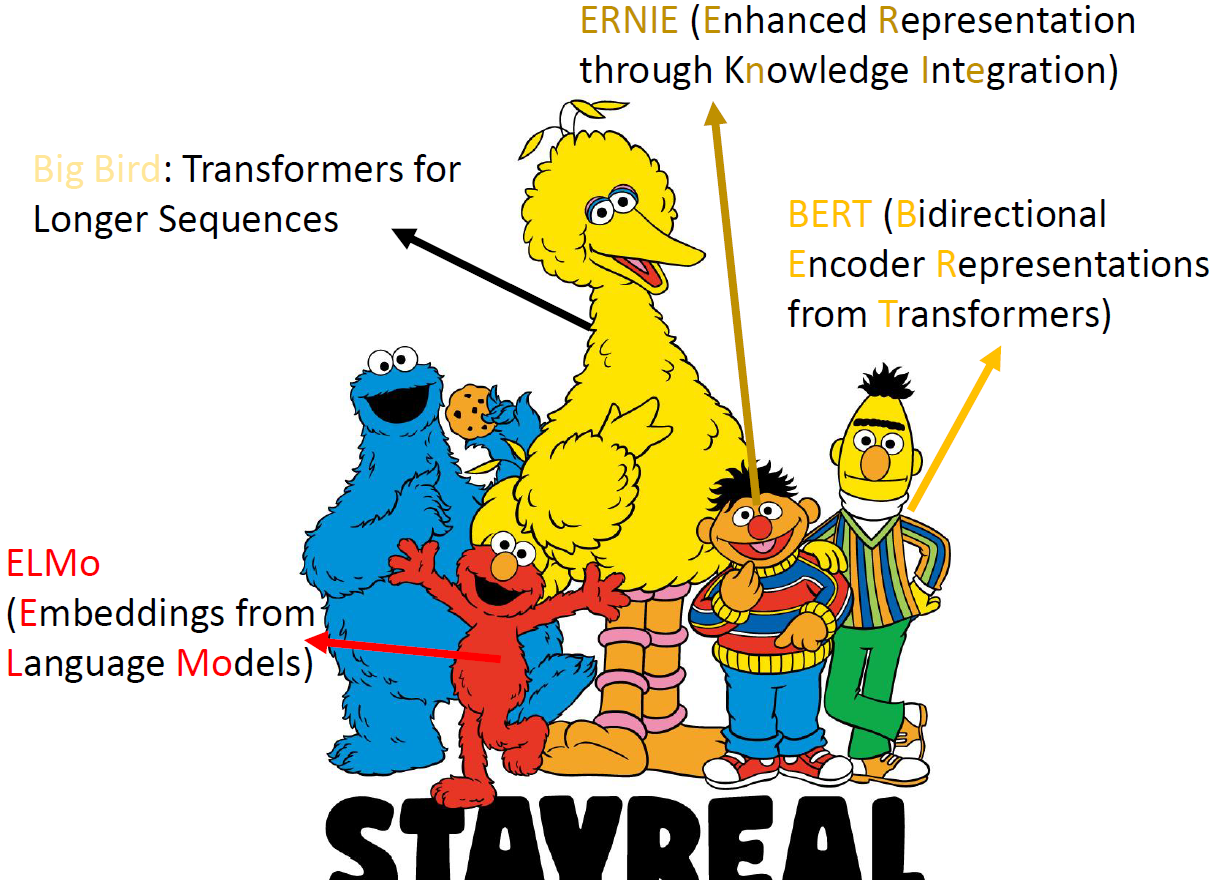 ERNIE (Enhanced Representation
through Knowledge Integration)
Big Bird: Transformers for
Longer Sequences
BERT (Bidirectional
Encoder Representations
from Transformers)
ELMo
(Embeddings from
Language Models)
STAYREAL